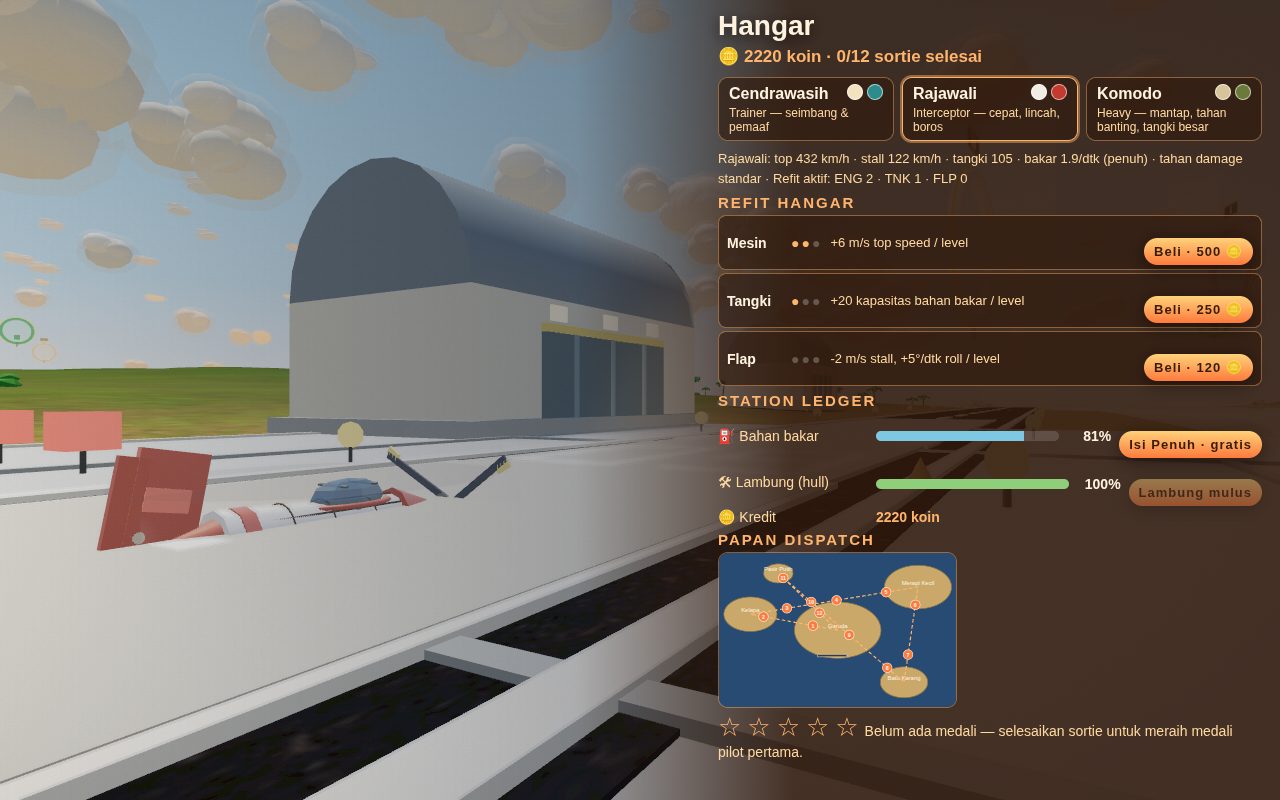 Hangar
🪙 2220 koin · 0/12 sortie selesai
Cendrawasih
Trainer — seimbang &
pemaaf
Rajawali
Interceptor — cepat, lincah,
boros
Komodo
Heavy — mantap, tahan
banting, tangki besar
Rajawali: top 432 km/h · stall 122 km/h · tangki 105 · bakar 1.9/dtk (penuh) · tahan damage
standar · Refit aktif: ENG 2 · TNK 1 · FLP 0
REFIT HANGAR
Mesin ●●● +6 m/s top speed / level Beli · 500 🪙
Tangki ●●● +20 kapasitas bahan bakar / level Beli · 250 🪙
Flap ●●● -2 m/s stall, +5°/dtk roll / level Beli · 120 🪙
STATION LEDGER
⛽ Bahan bakar 81% Isi Penuh · gratis
🛠 Lambung (hull) 100% Lambung mulus
🪙 Kredit 2220 koin
PAPAN DISPATCH
Merapi Kecil
Kelapa
Garuda
Batu Karang
☆ ☆ ☆ ☆ ☆ Belum ada medali — selesaikan sortie untuk meraih medali
pilot pertama.